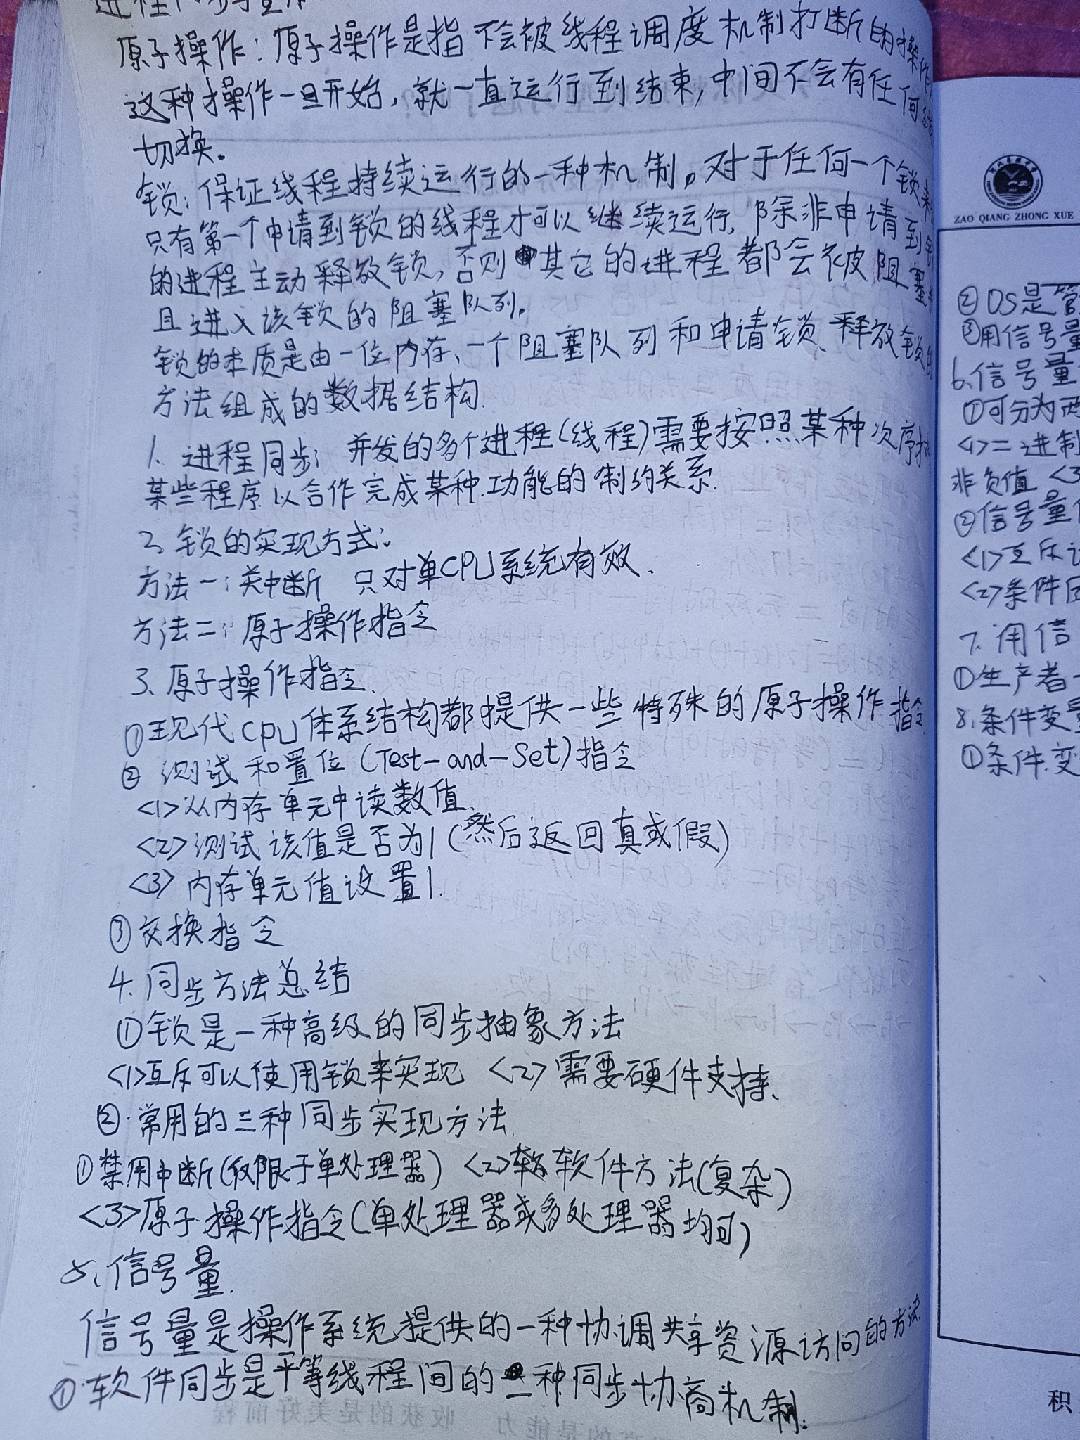 原子操作:原子操作是指不会被线程调度机制打断的操作
这种操作一旦开始,就一直运行到结束,中间不会有任何
切换。
锁:保证线程持续运行的一种机制。对于任何一个锁来
只有第一个申请到锁的线程才可以继续运行,除非申请到
的进程主动释放锁,否则其它的进程都会被阻塞
且进入该锁的阻塞队列。
锁的本质是由一位内存、一个阻塞队列和申请锁、释放锁的
方法组成的数据结构.
1. 进程同步: 并发的多个进程(线程)需要按照某种次序执
某些程序以合作完成某种功能的制约关系.
2. 锁的实现方式:
方法一:关中断 只对单CPU系统有效.
方法二:原子操作指令
3、原子操作指令.
①现代CPU体系结构都提供一些特殊的原子操作指令
② 测试和置位(Test-and-Set)指令
<1>从内存单元中读数值.
<2>测试该值是否为1(然后返回真或假)
<3>内存单元值设置1.
③交换指令
4. 同步方法总结
①锁是一种高级的同步抽象方法
<1>互斥可以使用锁来实现 <2>需要硬件支持.
②.常用的三种同步实现方法
①禁用中断(仅限于单处理器) <2>软件方法(复杂)
<3>原子操作指令(单处理器或多处理器均可)
5、信号量.
信号量是操作系统提供的一种协调共享资源访问的方法.
①软件同步是平等线程间的一种同步协商机制.
ZAO QIANG ZHONG XUE
②OS是管
③用信号量
6.信号量
①可分为两
<1>二进制
非负值 <3
②信号量
<1>互斥
<2>条件同
7. 用信
①生产者-
8.条件变量
①条件变
积